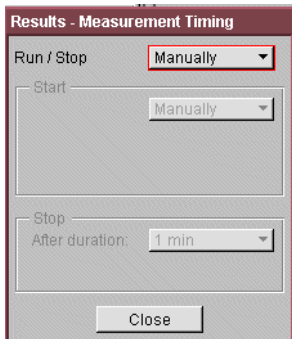 Results - Measurement Timing
Run / Stop Manually
Start
Manually
Stop
After duration: 1 min
Close